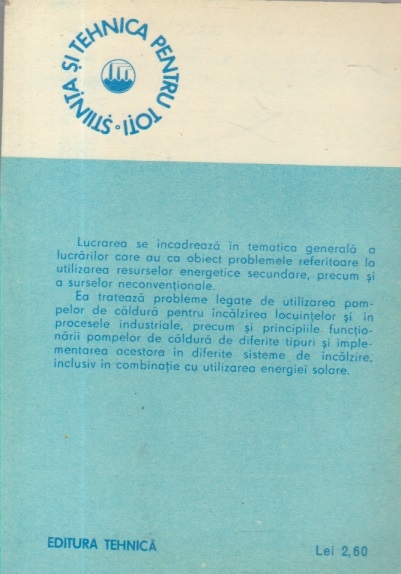 ȘTIINȚA ȘI TEHNICA PENTRU TOȚI
Lucrarea se încadrează în tematica generală a
lucrărilor care au ca obiect problemele referitoare la
utilizarea resurselor energetice secundare, precum și
a surselor neconvenționale.
Ea tratează probleme legate de utilizarea pom-
pelor de căldură pentru încălzirea locuințelor și în
procesele industriale, precum și principiile funcțio-
nării pompelor de căldură de diferite tipuri și imple-
mentarea acestora în diferite sisteme de încălzire,
inclusiv în combinație cu utilizarea energiei solare.
EDITURA TEHNICĂ
Lei 2,60